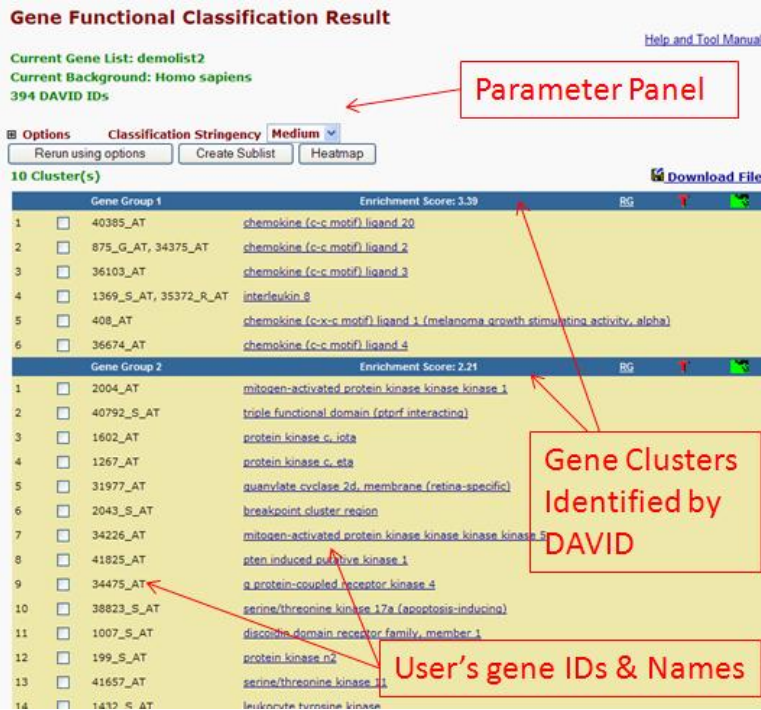 Gene Functional Classification Result
Help and Tool Manual
Current Gene List: demolist2
Current Background: Homo sapiens
394 DAVID IDs
Parameter Panel
Options Classification Stringency Medium
Rerun using options Create Sublist Heatmap
10 Cluster(s) Download File
Gene Group 1 Enrichment Score: 3.39 RG T
1 40385_AT chemokine (c-c motif) ligand 20
2 875_G_AT, 34375_AT chemokine (c-c motif) ligand 2
3 36103_AT chemokine (c-c motif) ligand 3
4 1369_S_AT, 35372_R_AT interleukin 8
5 408_AT chemokine (c-x-c motif) ligand 1 (melanoma growth stimulating activity, alpha)
6 36674_AT chemokine (c-c motif) ligand 4
Gene Group 2 Enrichment Score: 2.21 RG T
1 2004_AT mitogen-activated protein kinase kinase kinase 1
2 40792_S_AT triple functional domain (ptprf interacting)
3 1602_AT protein kinase c, iota
4 1267_AT protein kinase c, eta
5 31977_AT guanylate cyclase 2d, membrane (retina-specific)
6 2043_S_AT breakpoint cluster region
7 34226_AT mitogen-activated protein kinase kinase kinase kinase 5
8 41825_AT pten induced putative kinase 1
9 34475_AT g protein-coupled receptor kinase 4
10 38823_S_AT serine/threonine kinase 17a (apoptosis-inducing)
11 1007_S_AT discoidin domain receptor family, member 1
12 199_S_AT protein kinase n2
13 41657_AT serine/threonine kinase 11
14 1432_S_AT leukocyte tyrosine kinase
Gene Clusters
Identified by
DAVID
User's gene IDs & Names